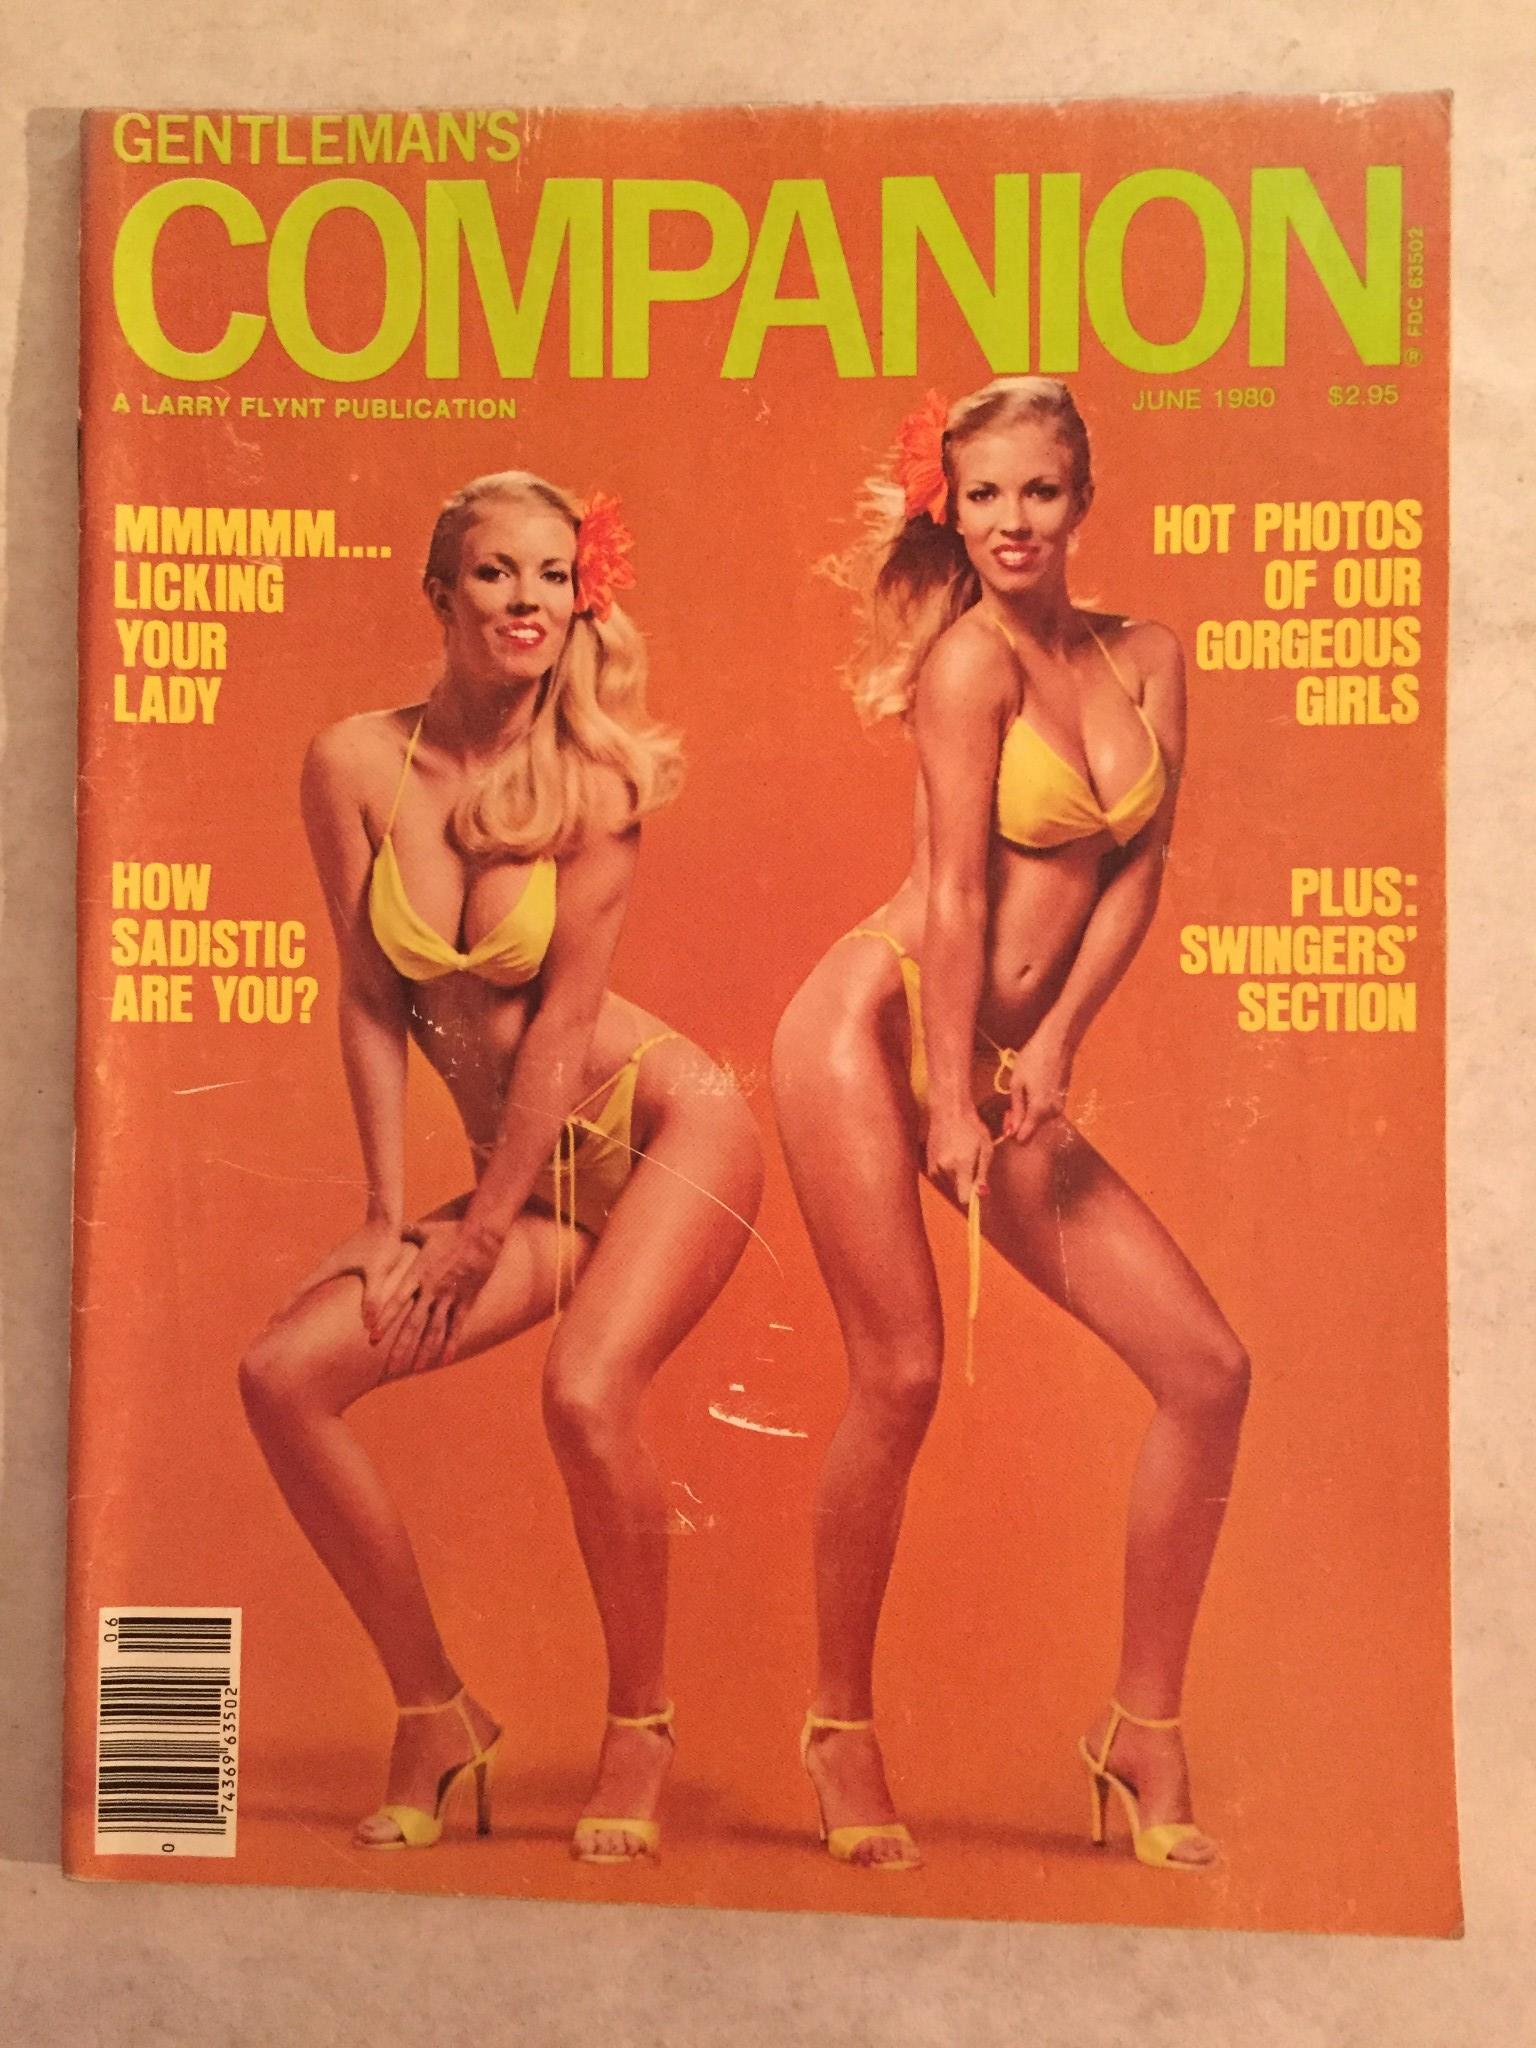 GENTLEMAN'S
COMPANION
® FDC 63502
A LARRY FLYNT PUBLICATION
JUNE 1980 $2.95
MMMMM....
LICKING
YOUR
LADY
HOT PHOTOS
OF OUR
GORGEOUS
GIRLS
HOW
SADISTIC
ARE YOU?
PLUS:
SWINGERS'
SECTION
06
0 74369 63502